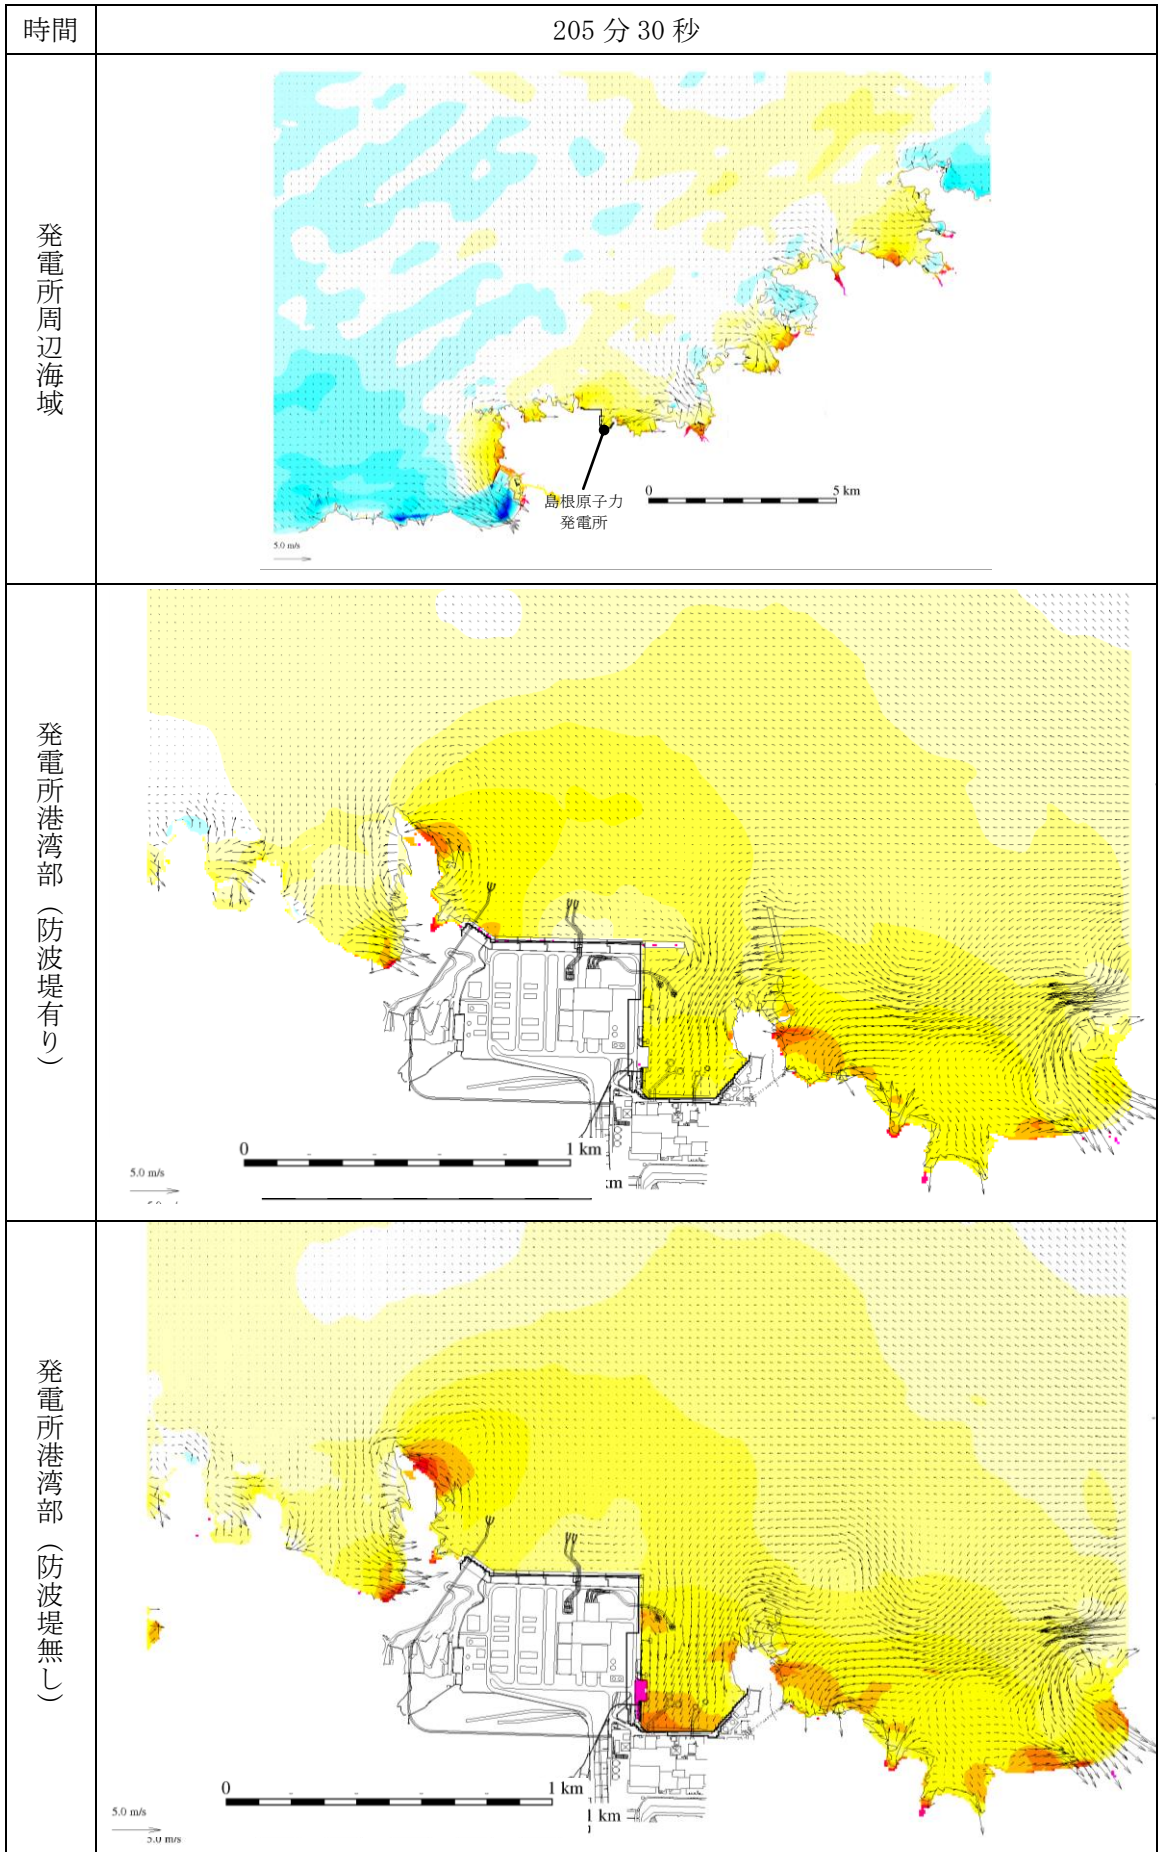 時間
205 分 30 秒
発電所周辺海域
島根原子力
発電所
0
5 km
5.0 m/s
発電所港湾部（防波堤有り）
0
1 km
km
5.0 m/s
発電所港湾部（防波堤無し）
0
1 km
1 km
5.0 m/s
5.0 m/s